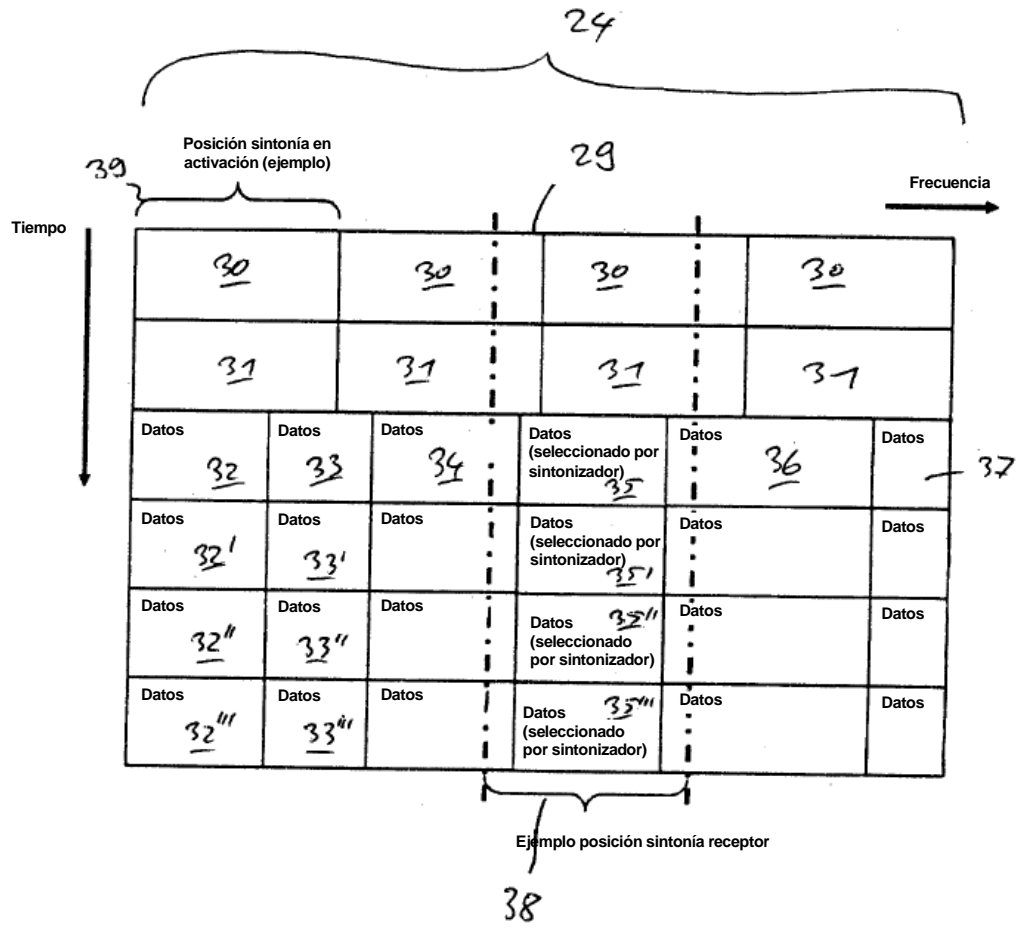 24
Posición sintonía en
activación (ejemplo)
39
29
Frecuencia
Tiempo
30 30 30 30
31 31 31 31
Datos Datos Datos Datos Datos Datos
(seleccionado por
sintonizador)
32 33 34 35 36 37
Datos Datos Datos Datos Datos Datos
(seleccionado por
sintonizador)
32' 33' 35'
Datos Datos Datos 35'' Datos Datos
Datos
(seleccionado
por sintonizador)
32'' 33''
Datos Datos Datos 35''' Datos Datos
Datos
(seleccionado
por sintonizador)
32''' 33'''
Ejemplo posición sintonía receptor
38